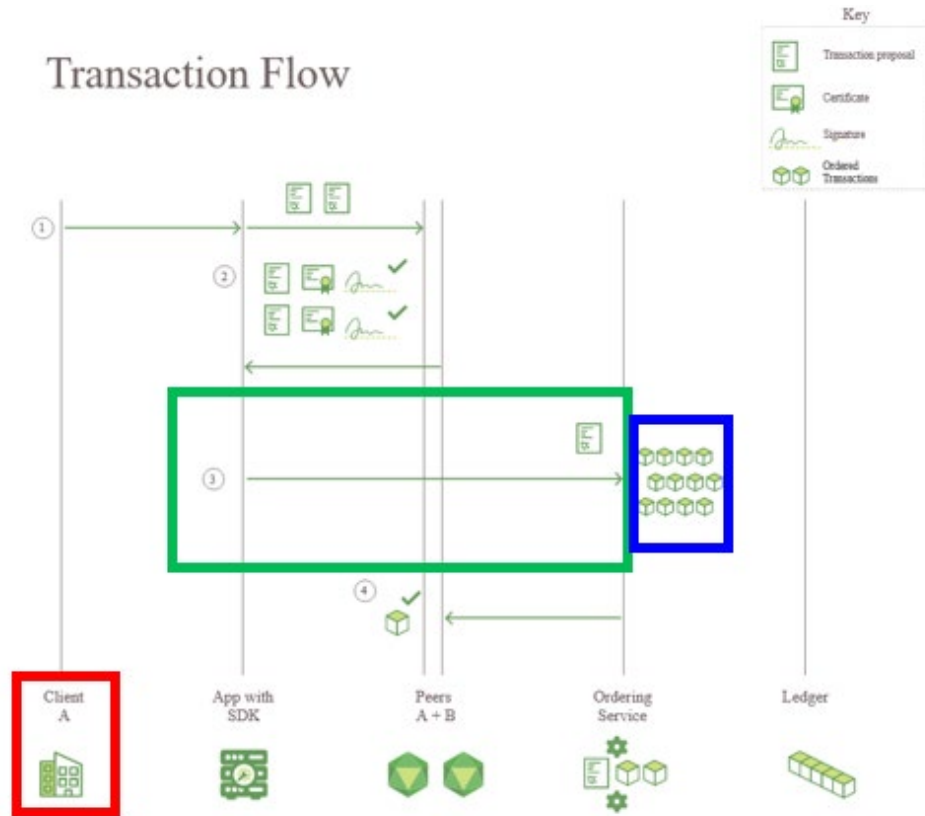 Key
Transaction Flow
Transaction proposal
Certificate
Signature
Ordered
Transactions
1
2
3
4
Client
A
App with
SDK
Peers
A + B
Ordering
Service
Ledger